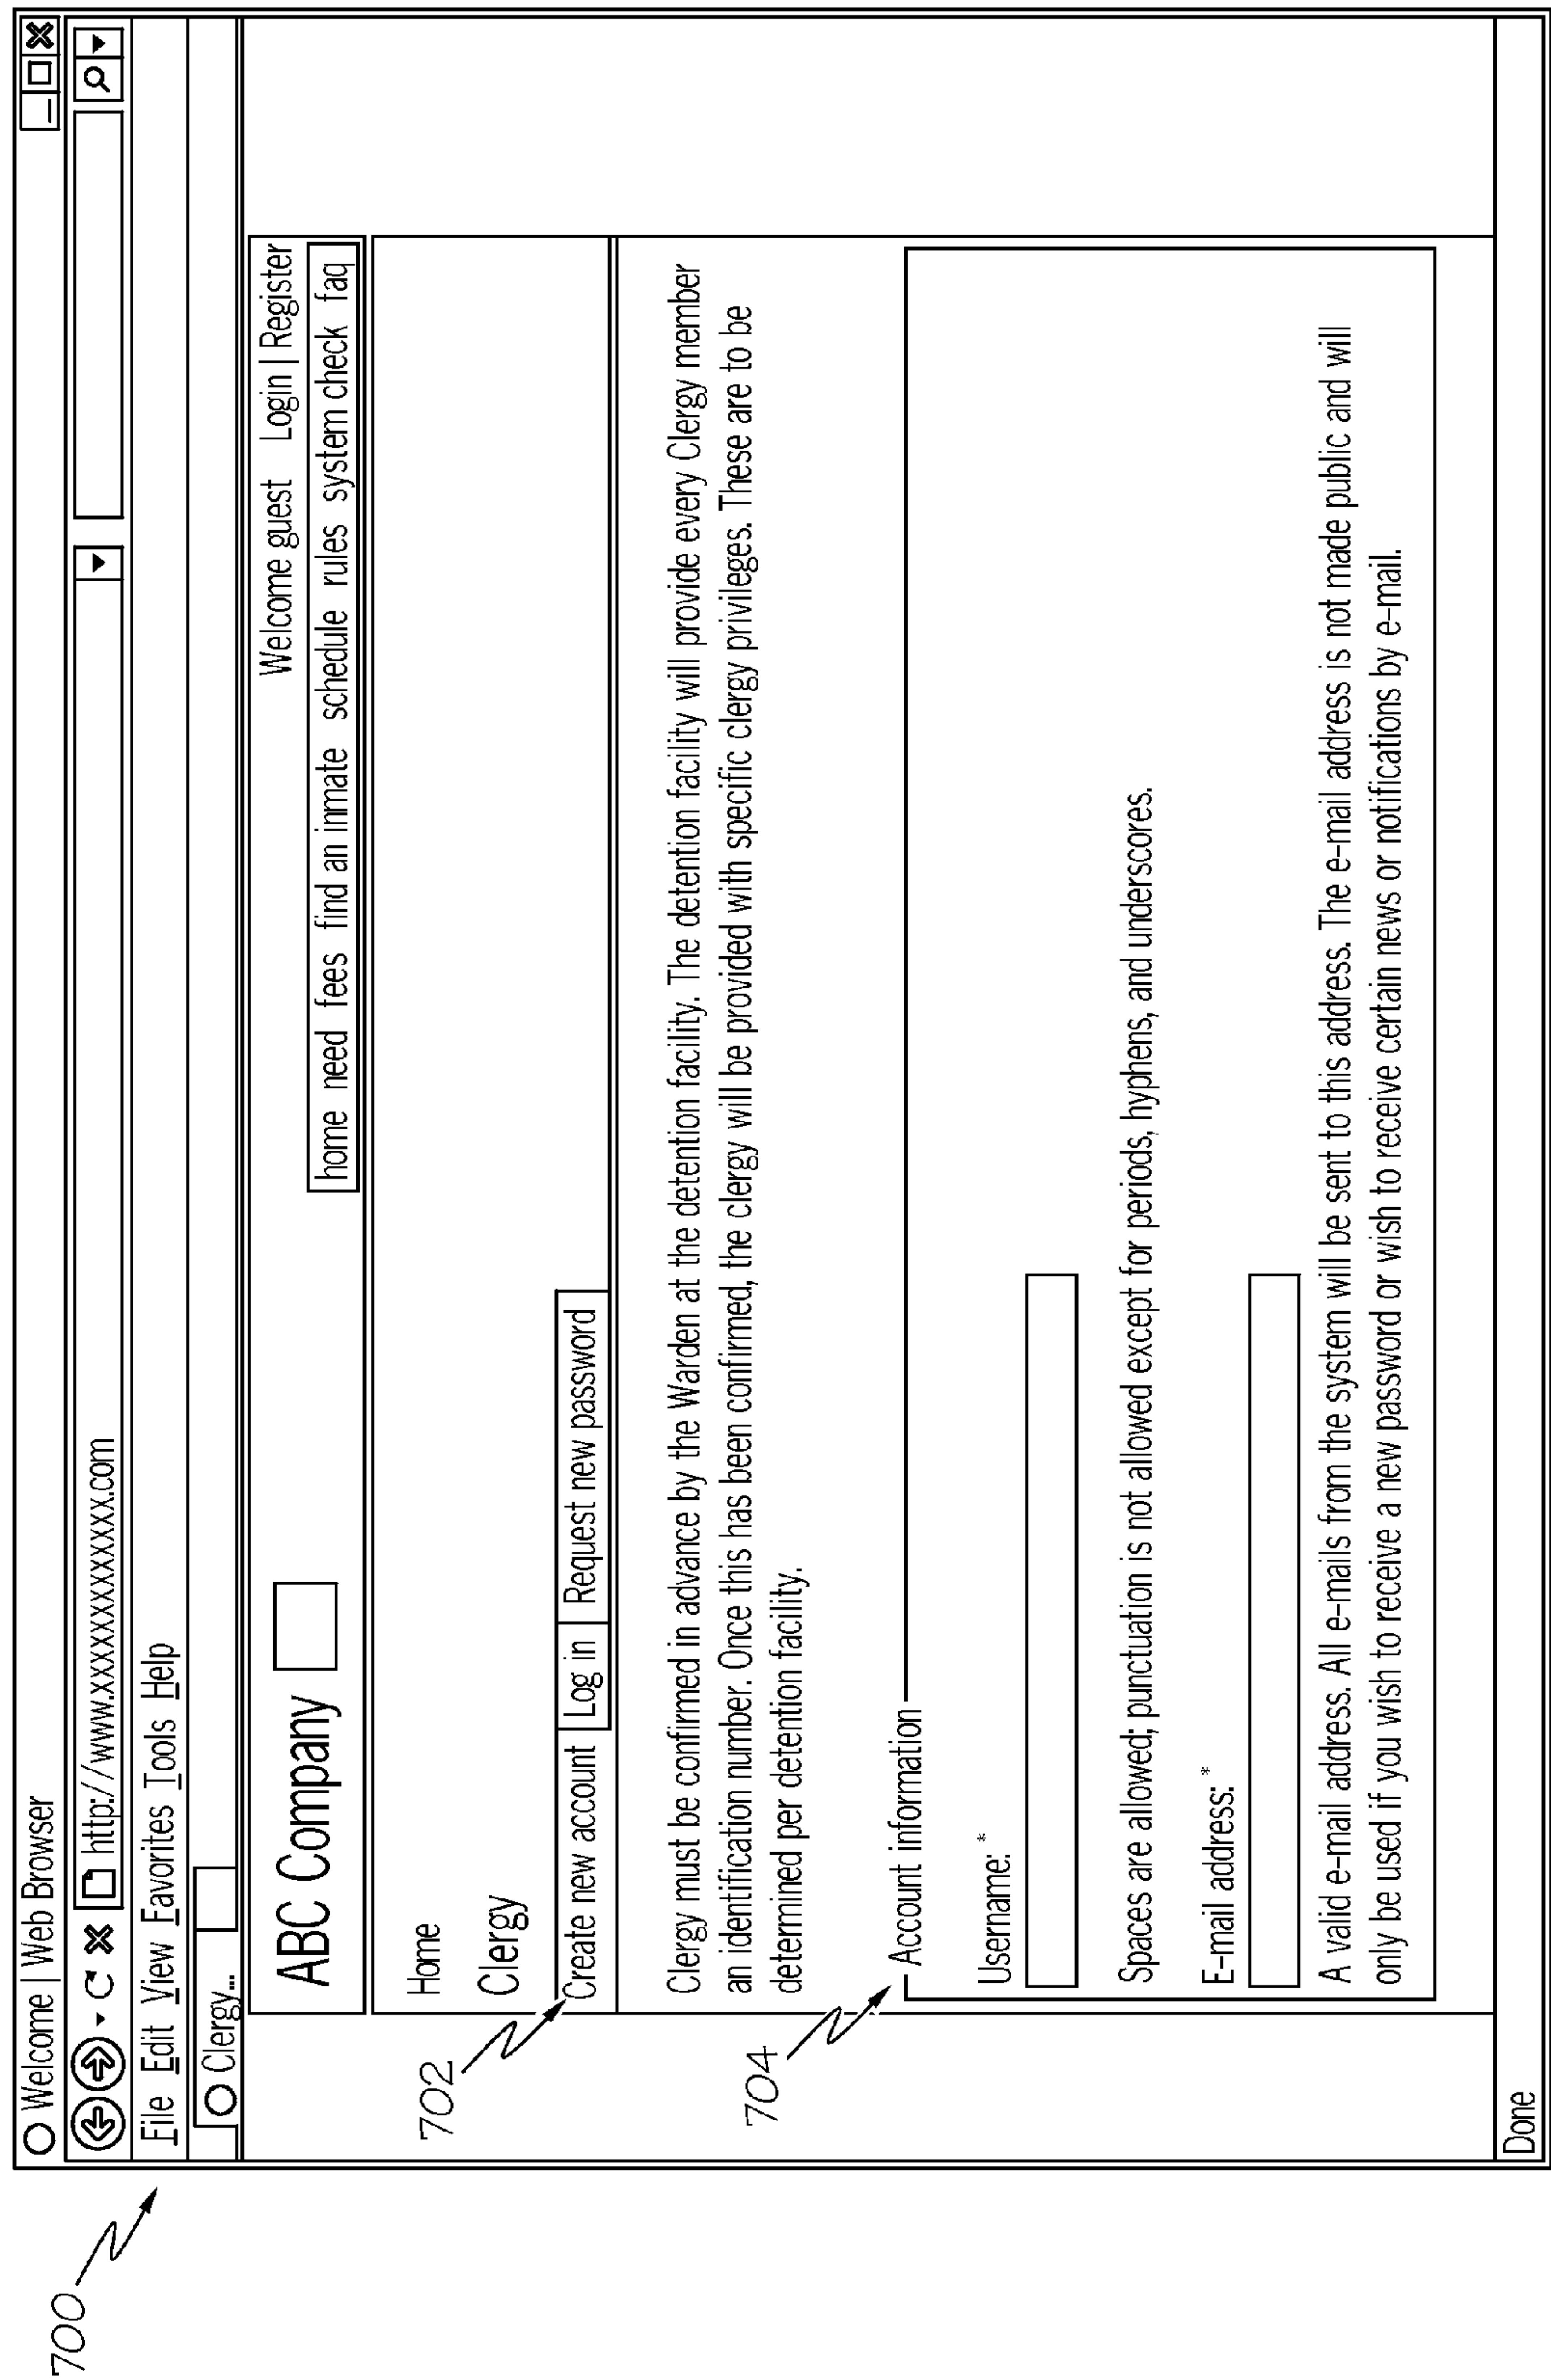 700
Welcome | Web Browser
http://www.xxxxxxxxxxxxx.com
File Edit View Favorites Tools Help
Clergy...
ABC Company
Welcome guest Login | Register
home need fees find an inmate schedule rules system check faq
Home
Clergy
702
Create new account Log in Request new password
Clergy must be confirmed in advance by the Warden at the detention facility. The detention facility will provide every Clergy member
an identification number. Once this has been confirmed, the clergy will be provided with specific clergy privileges. These are to be
determined per detention facility.
704
Account information
Username: *
Spaces are allowed; punctuation is not allowed except for periods, hyphens, and underscores.
E-mail address: *
A valid e-mail address. All e-mails from the system will be sent to this address. The e-mail address is not made public and will
only be used if you wish to receive a new password or wish to receive certain news or notifications by e-mail.
Done